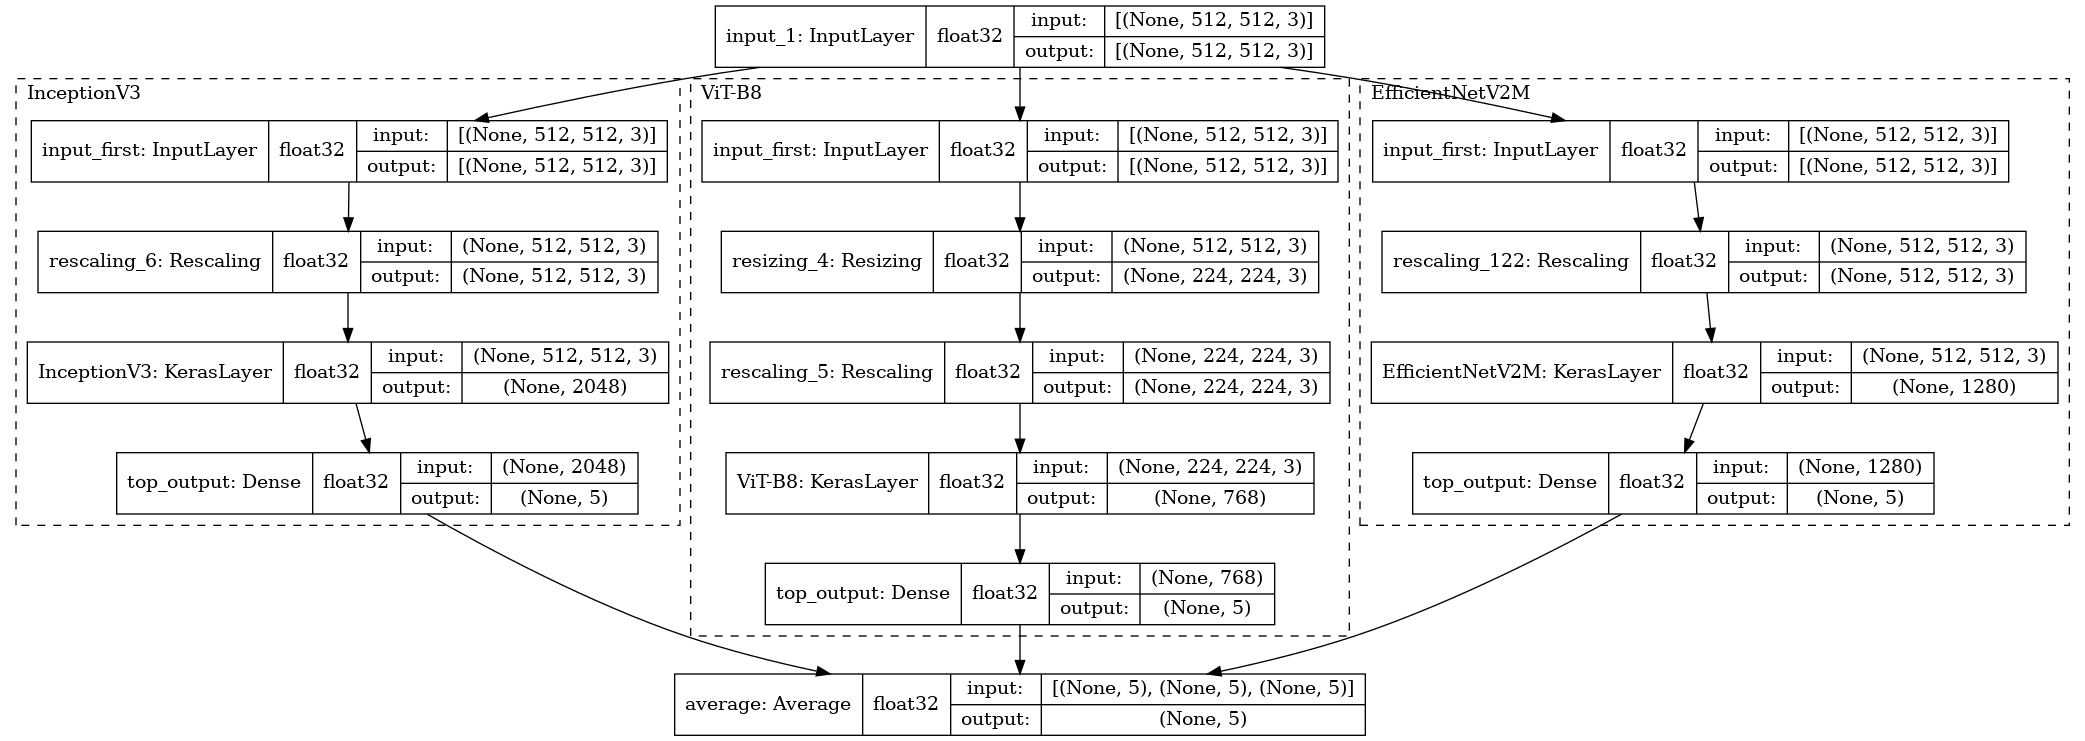 input_1: InputLayer float32 input: [(None, 512, 512, 3)]
output: [(None, 512, 512, 3)]
InceptionV3
input_first: InputLayer float32 input: [(None, 512, 512, 3)]
output: [(None, 512, 512, 3)]
rescaling_6: Rescaling float32 input: (None, 512, 512, 3)
output: (None, 512, 512, 3)
InceptionV3: KerasLayer float32 input: (None, 512, 512, 3)
output: (None, 2048)
top_output: Dense float32 input: (None, 2048)
output: (None, 5)
ViT-B8
input_first: InputLayer float32 input: [(None, 512, 512, 3)]
output: [(None, 512, 512, 3)]
resizing_4: Resizing float32 input: (None, 512, 512, 3)
output: (None, 224, 224, 3)
rescaling_5: Rescaling float32 input: (None, 224, 224, 3)
output: (None, 224, 224, 3)
ViT-B8: KerasLayer float32 input: (None, 224, 224, 3)
output: (None, 768)
top_output: Dense float32 input: (None, 768)
output: (None, 5)
EfficientNetV2M
input_first: InputLayer float32 input: [(None, 512, 512, 3)]
output: [(None, 512, 512, 3)]
rescaling_122: Rescaling float32 input: (None, 512, 512, 3)
output: (None, 512, 512, 3)
EfficientNetV2M: KerasLayer float32 input: (None, 512, 512, 3)
output: (None, 1280)
top_output: Dense float32 input: (None, 1280)
output: (None, 5)
average: Average float32 input: [(None, 5), (None, 5), (None, 5)]
output: (None, 5)